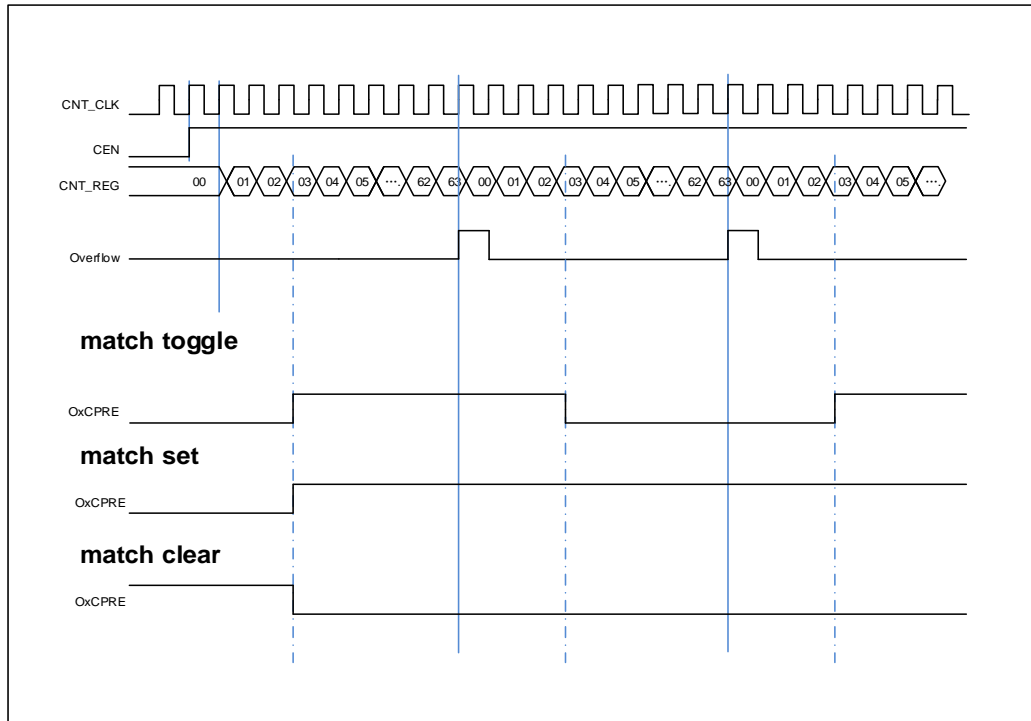 CNT_CLK
CEN
CNT_REG 00 01 02 03 04 05 ···. 62 63 00 01 02 03 04 05 ···. 62 63 00 01 02 03 04 05 ···.
Overflow
match toggle
OxCPRE
match set
OxCPRE
match clear
OxCPRE